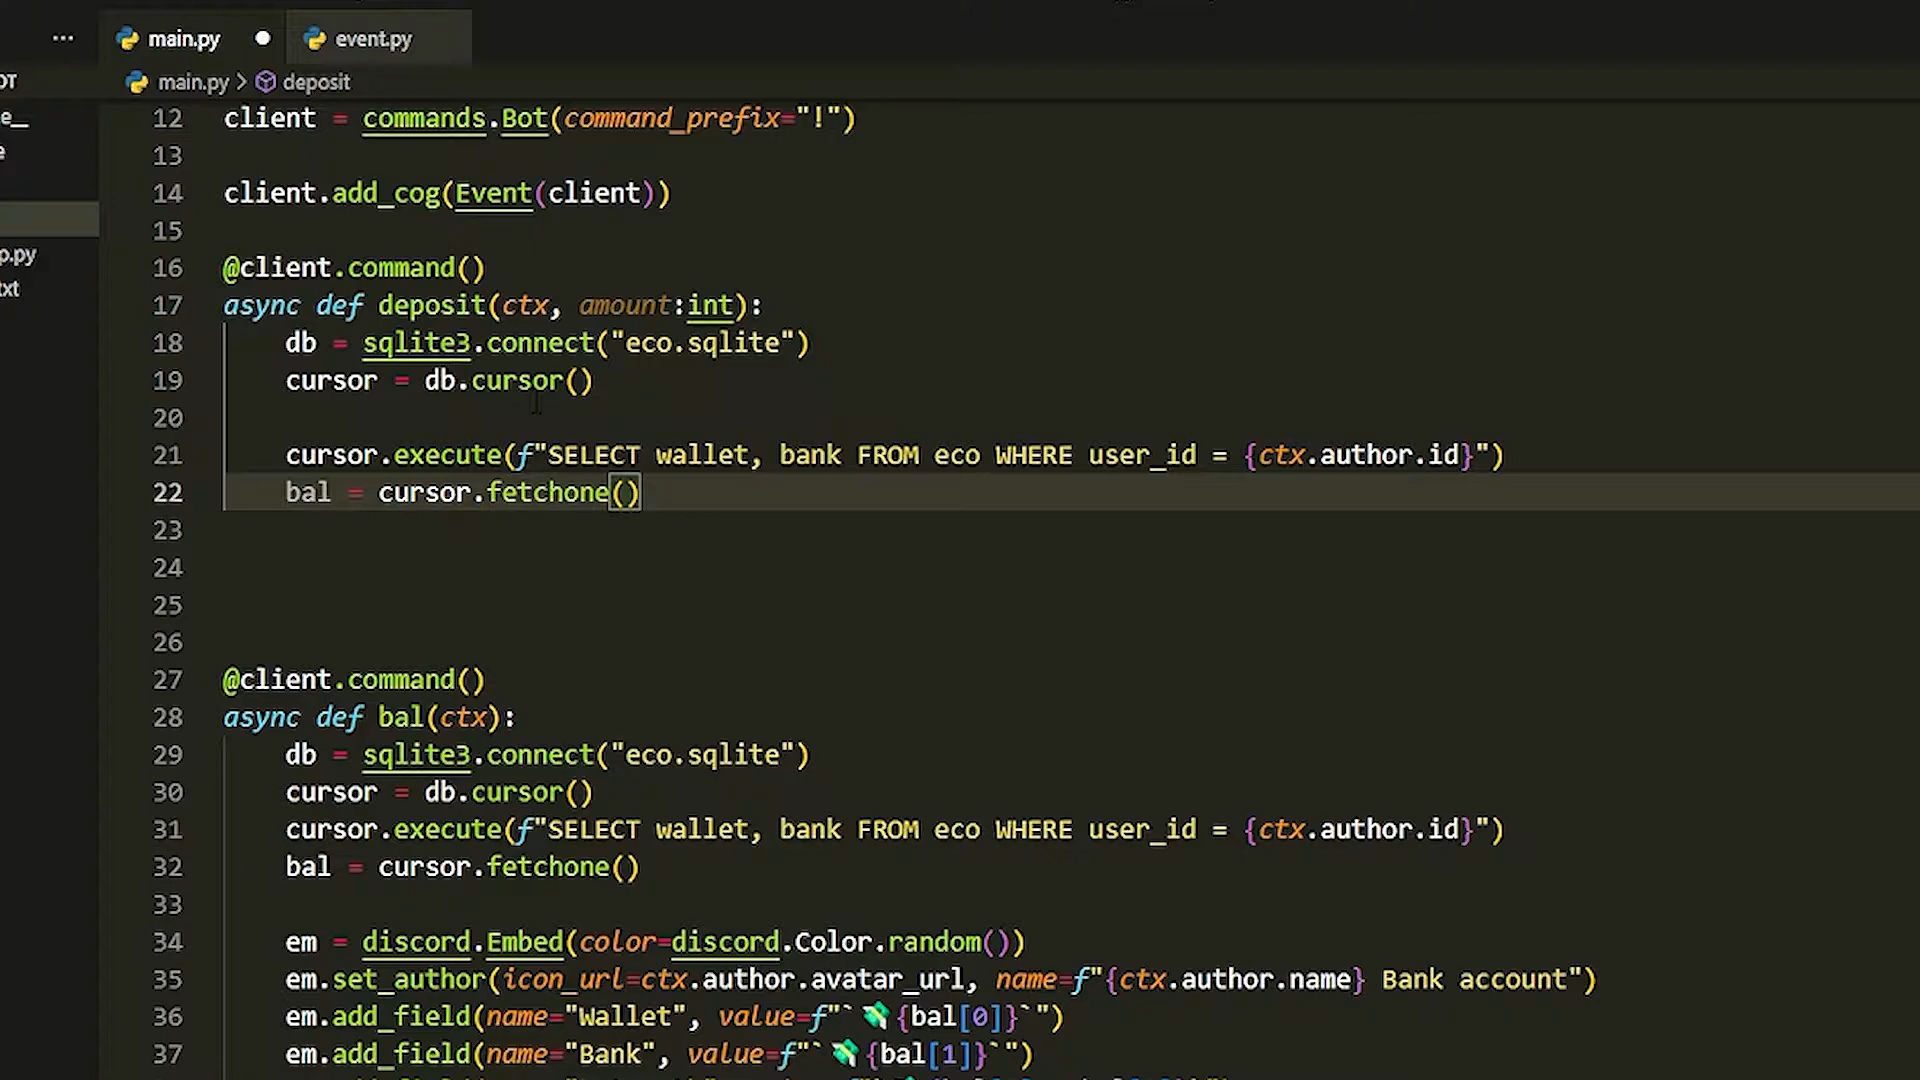 ··· main.py ● event.py
OT main.py > deposit
e__ 12 client = commands.Bot(command_prefix="!")
e 13
14 client.add_cog(Event(client))
15
p.py 16 @client.command()
txt 17 async def deposit(ctx, amount:int):
18 db = sqlite3.connect("eco.sqlite")
19 cursor = db.cursor()
20
21 cursor.execute(f"SELECT wallet, bank FROM eco WHERE user_id = {ctx.author.id}")
22 bal = cursor.fetchone()
23
24
25
26
27 @client.command()
28 async def bal(ctx):
29 db = sqlite3.connect("eco.sqlite")
30 cursor = db.cursor()
31 cursor.execute(f"SELECT wallet, bank FROM eco WHERE user_id = {ctx.author.id}")
32 bal = cursor.fetchone()
33
34 em = discord.Embed(color=discord.Color.random())
35 em.set_author(icon_url=ctx.author.avatar_url, name=f"{ctx.author.name} Bank account")
36 em.add_field(name="Wallet", value=f"`💸{bal[0]}`")
37 em.add_field(name="Bank", value=f"`💸{bal[1]}`")